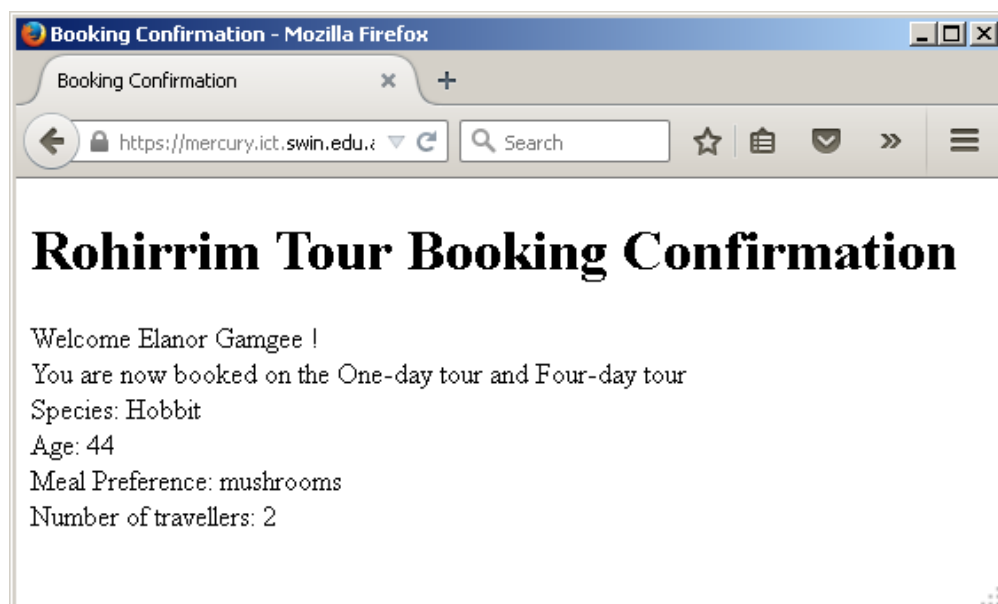 Booking Confirmation - Mozilla Firefox
Booking Confirmation
https://mercury.ict.swin.edu.a
Search
Rohirrim Tour Booking Confirmation
Welcome Elanor Gamgee !
You are now booked on the One-day tour and Four-day tour
Species: Hobbit
Age: 44
Meal Preference: mushrooms
Number of travellers: 2